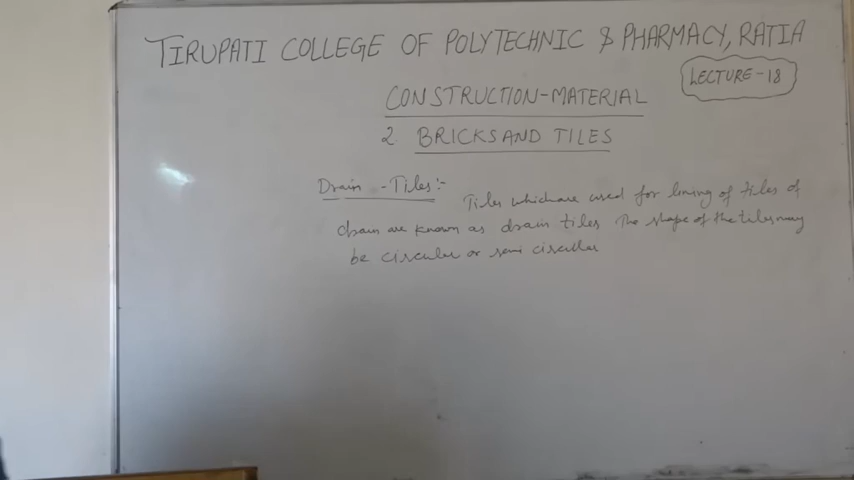 TIRUPATI COLLEGE OF POLYTECHNIC & PHARMACY, RATIA
LECTURE-18
CONSTRUCTION-MATERIAL
2 BRICKS AND TILES
Drain - Tiles:-
Tiles which are used for lining of tiles of
drain are known as drain tiles The shape of the tiles may
be circular or semi circular